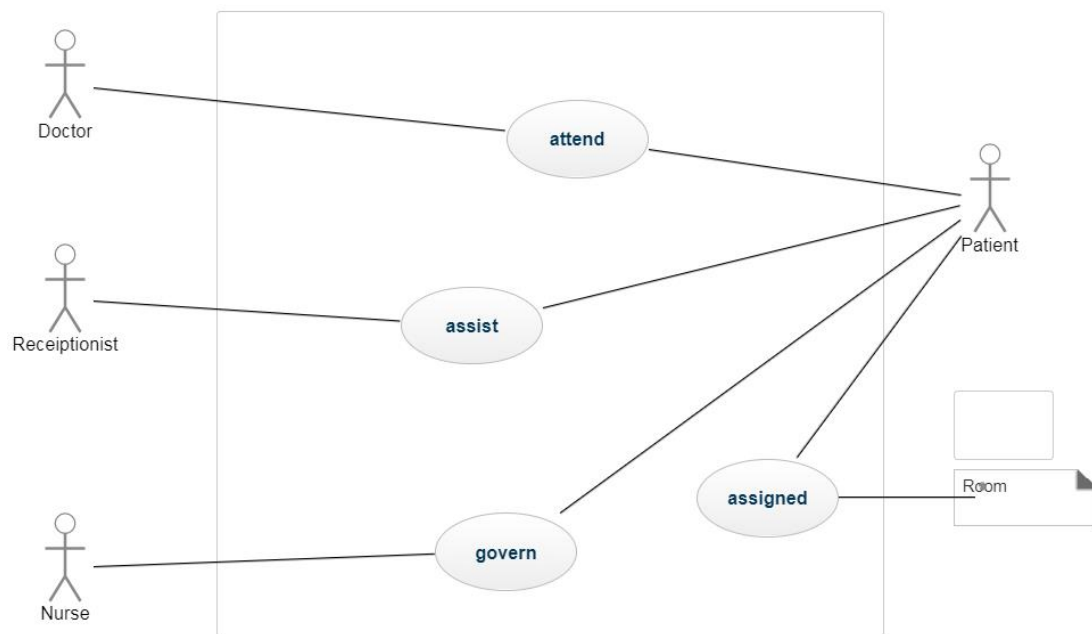 Doctor
attend
Patient
Receiptionist
assist
Room
assigned
govern
Nurse